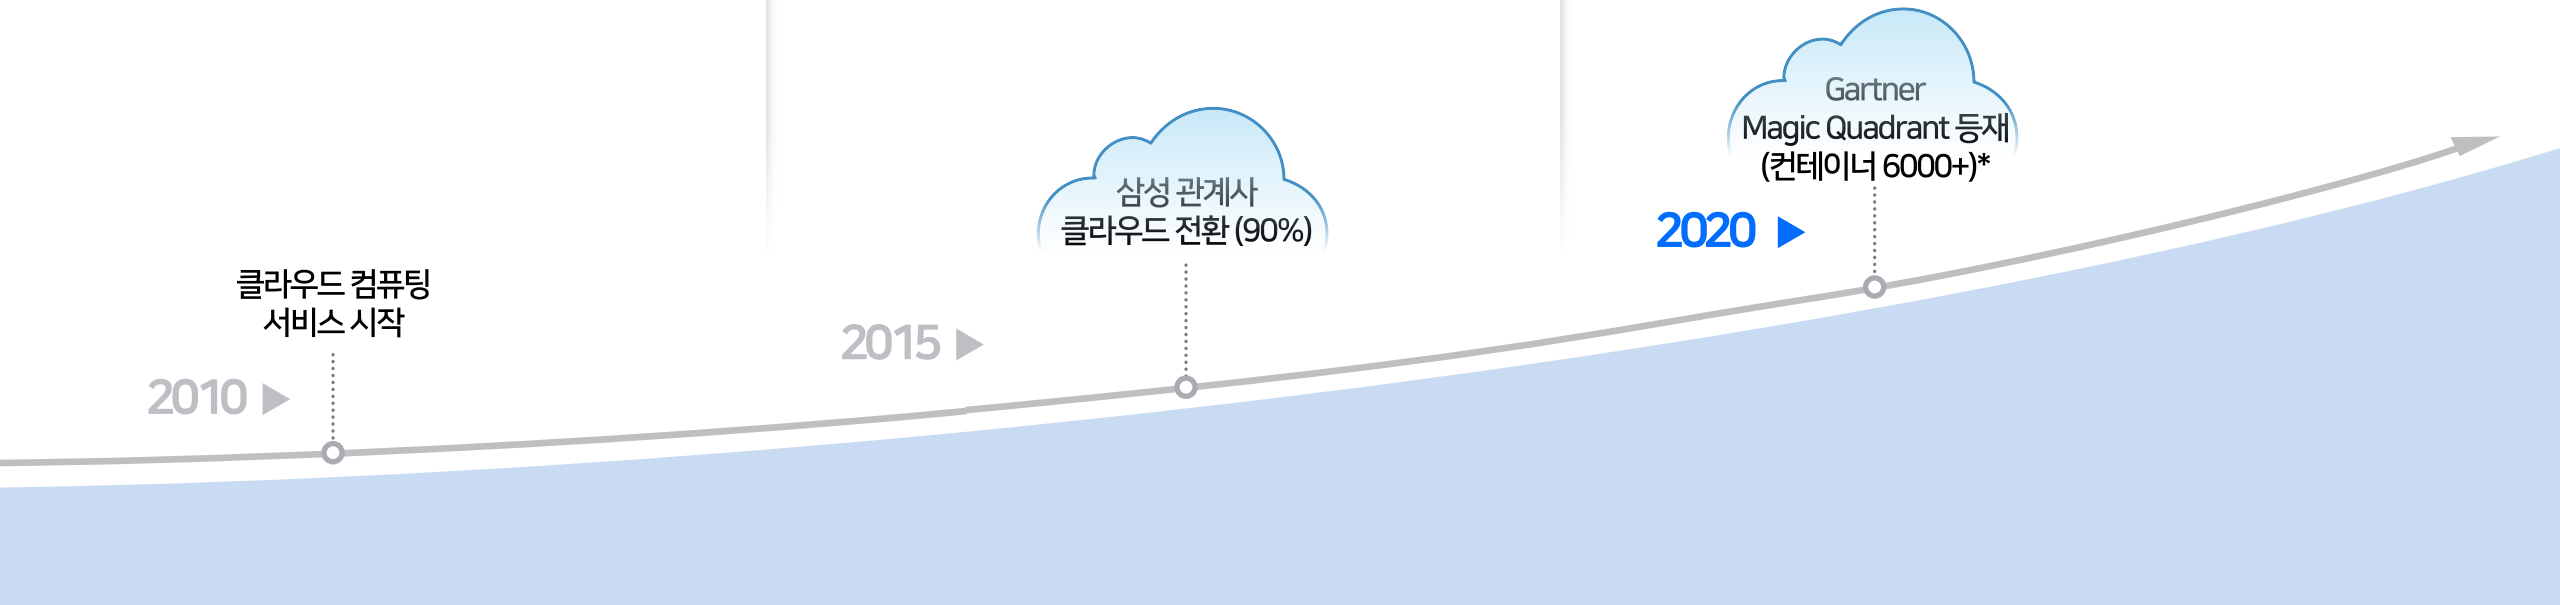 클라우드 컴퓨팅
서비스 시작
2010
삼성 관계사
클라우드 전환 (90%)
2015
Gartner
Magic Quadrant 등재
(컨테이너 6000+)*
2020